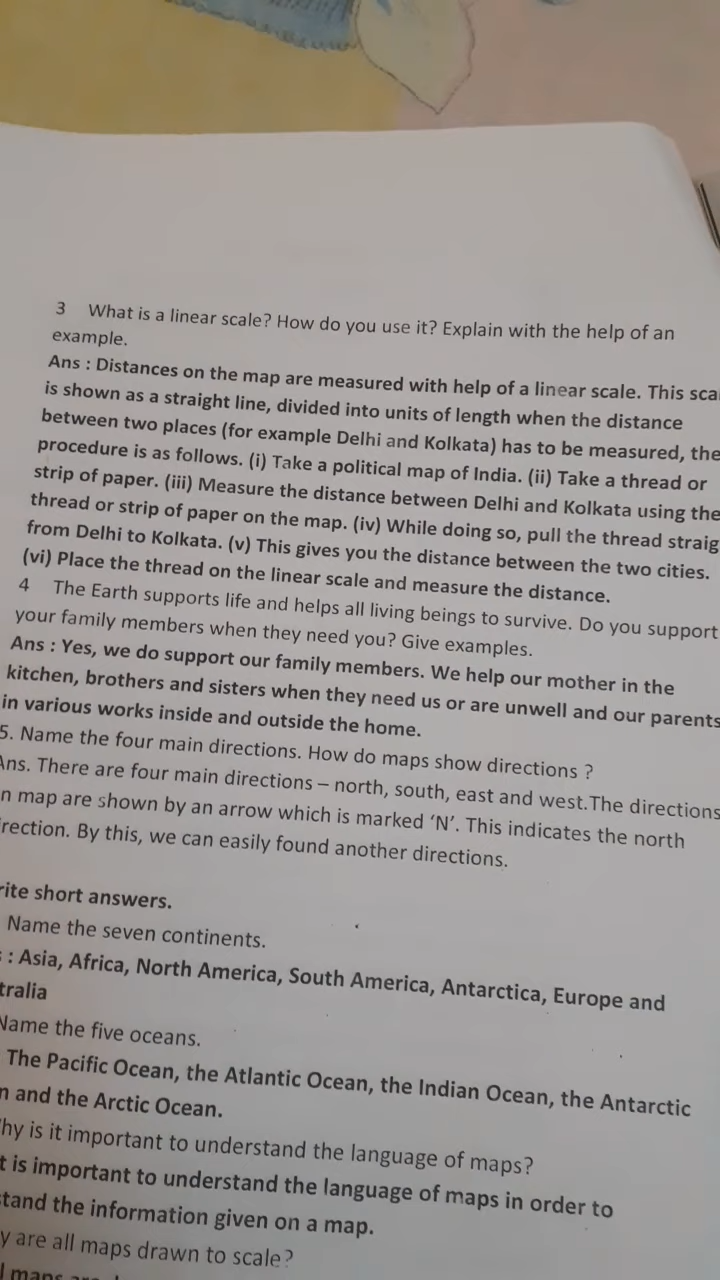 3 What is a linear scale? How do you use it? Explain with the help of an
example.
Ans : Distances on the map are measured with help of a linear scale. This
is shown as a straight line, divided into units of length when the distance
between two places (for example Delhi and Kolkata) has to be measured, the
procedure is as follows. (i) Take a political map of India. (ii) Take a thread or
strip of paper. (iii) Measure the distance between Delhi and Kolkata using the
thread or strip of paper on the map. (iv) While doing so, pull the thread
from Delhi to Kolkata. (v) This gives you the distance between the two cities.
(vi) Place the thread on the linear scale and measure the distance.
4 The Earth supports life and helps all living beings to survive. Do you support
your family members when they need you? Give examples.
Ans : Yes, we do support our family members. We help our mother in the
kitchen, brothers and sisters when they need us or are unwell and our parents
in various works inside and outside the home.
5. Name the four main directions. How do maps show directions ?
Ans. There are four main directions – north, south, east and west.The directions
n map are shown by an arrow which is marked ‘N’. This indicates the north
rection. By this, we can easily found another directions.
rite short answers.
Name the seven continents.
: Asia, Africa, North America, South America, Antarctica, Europe and
tralia
Name the five oceans.
The Pacific Ocean, the Atlantic Ocean, the Indian Ocean, the Antarctic
n and the Arctic Ocean.
hy is it important to understand the language of maps?
t is important to understand the language of maps in order to
stand the information given on a map.
y are all maps drawn to scale?